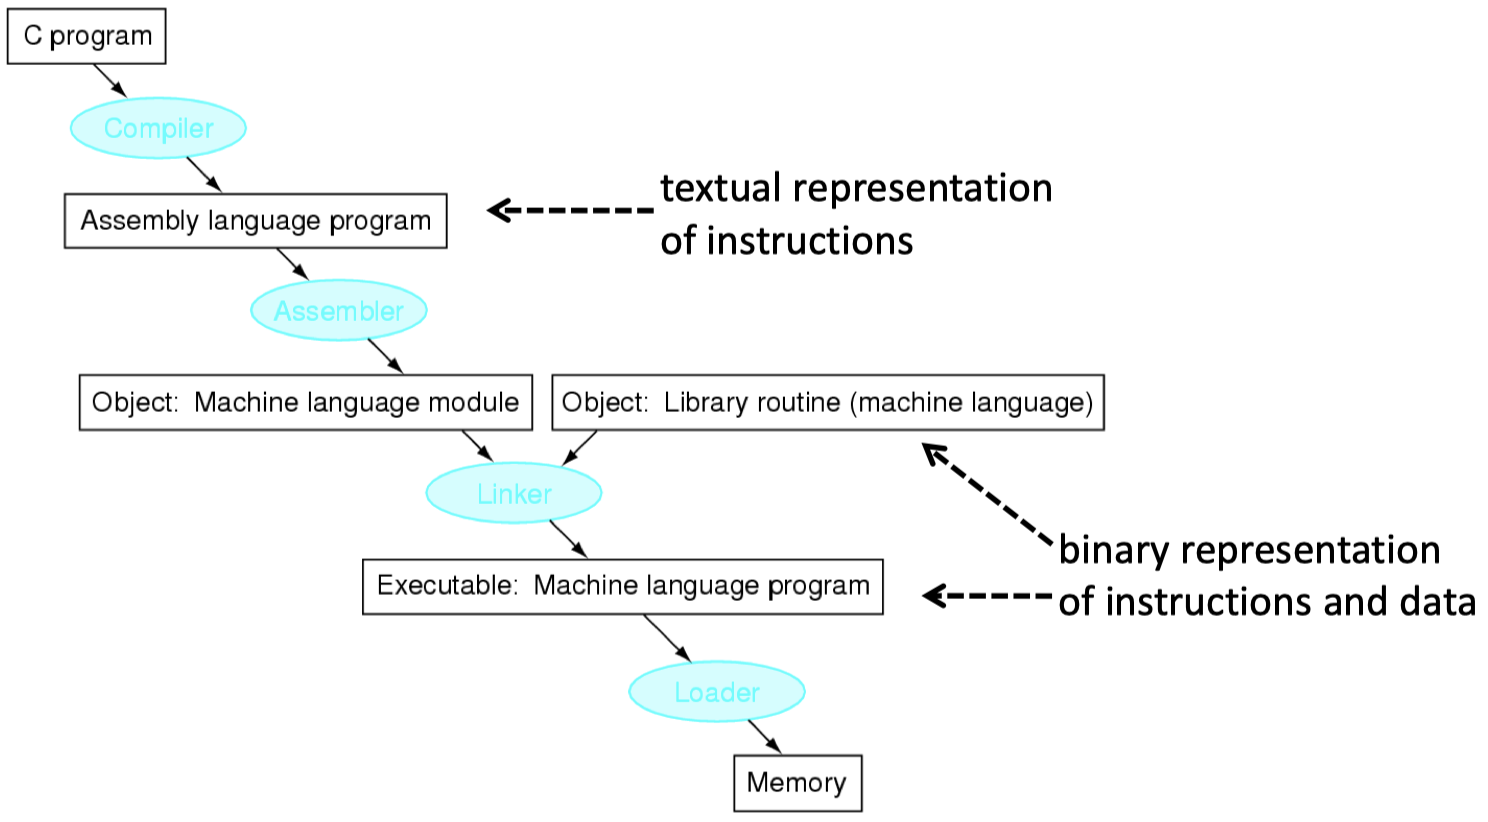 C program
Compiler
Assembly language program
textual representation
of instructions
Assembler
Object: Machine language module
Object: Library routine (machine language)
Linker
binary representation
of instructions and data
Executable: Machine language program
Loader
Memory